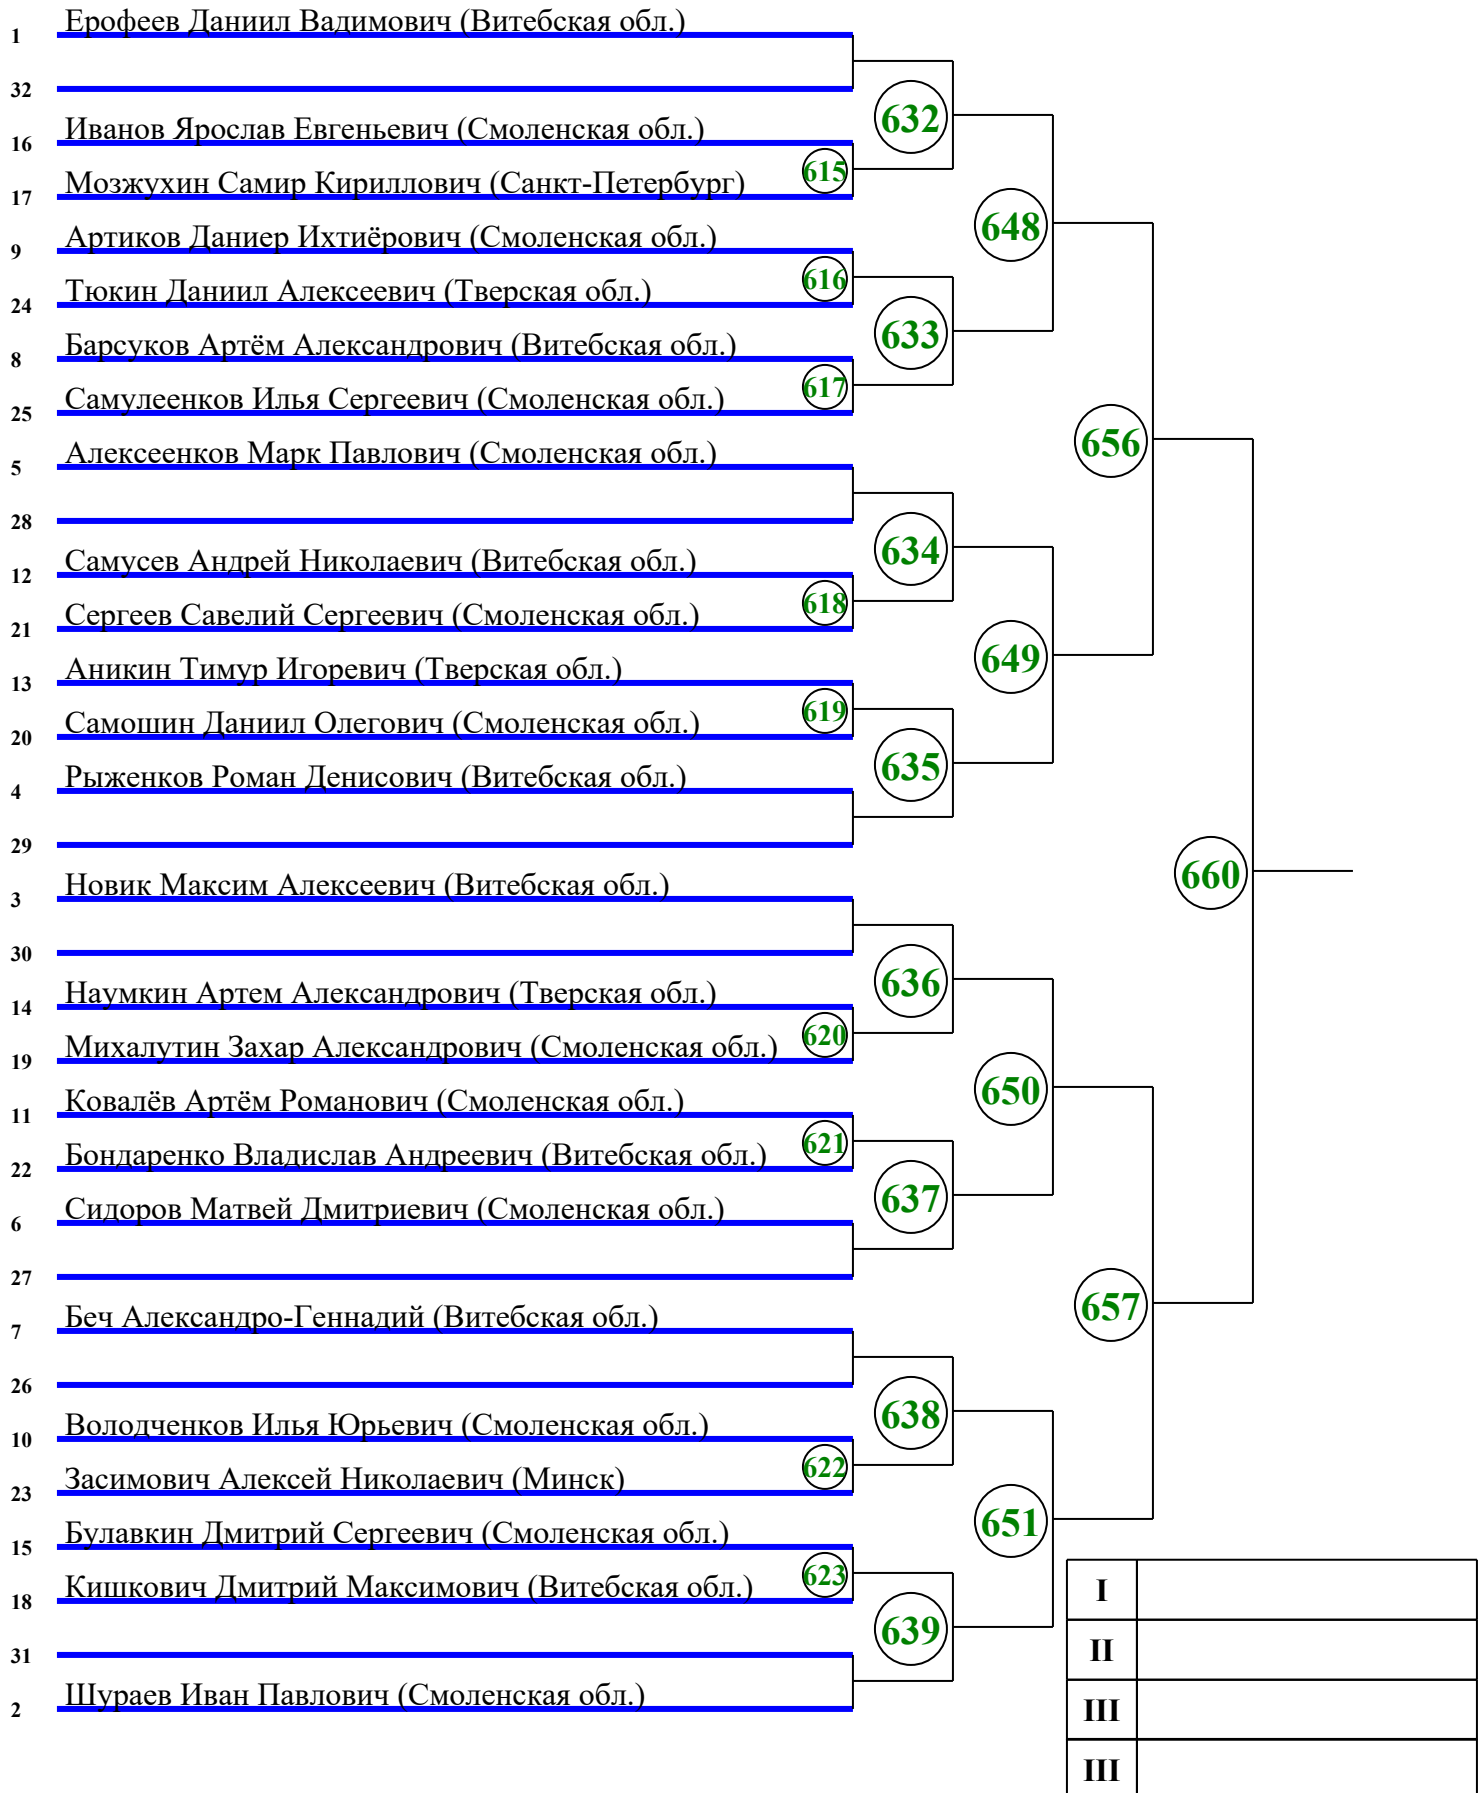 Ерофеев Даниил Вадимович (Витебская обл.)
1
32
632
Иванов Ярослав Евгеньевич (Смоленская обл.)
16
615
Мозжухин Самир Кириллович (Санкт-Петербург)
17
648
Артиков Даниер Ихтиёрович (Смоленская обл.)
9
616
Тюкин Даниил Алексеевич (Тверская обл.)
24
633
Барсуков Артём Александрович (Витебская обл.)
8
617
Самулеенков Илья Сергеевич (Смоленская обл.)
25
656
Алексеенков Марк Павлович (Смоленская обл.)
5
28
634
Самусев Андрей Николаевич (Витебская обл.)
12
618
Сергеев Савелий Сергеевич (Смоленская обл.)
21
649
Аникин Тимур Игоревич (Тверская обл.)
13
619
Самошин Даниил Олегович (Смоленская обл.)
20
635
Рыженков Роман Денисович (Витебская обл.)
4
29
660
Новик Максим Алексеевич (Витебская обл.)
3
30
636
Наумкин Артем Александрович (Тверская обл.)
14
620
Михалутин Захар Александрович (Смоленская обл.)
19
650
Ковалёв Артём Романович (Смоленская обл.)
11
621
Бондаренко Владислав Андреевич (Витебская обл.)
22
637
Сидоров Матвей Дмитриевич (Смоленская обл.)
6
27
657
Беч Александро-Геннадий (Витебская обл.)
7
26
638
Володченков Илья Юрьевич (Смоленская обл.)
10
622
Засимович Алексей Николаевич (Минск)
23
651
Булавкин Дмитрий Сергеевич (Смоленская обл.)
15
623
Кишкович Дмитрий Максимович (Витебская обл.)
18
I
639
31
II
Шураев Иван Павлович (Смоленская обл.)
2
III
III